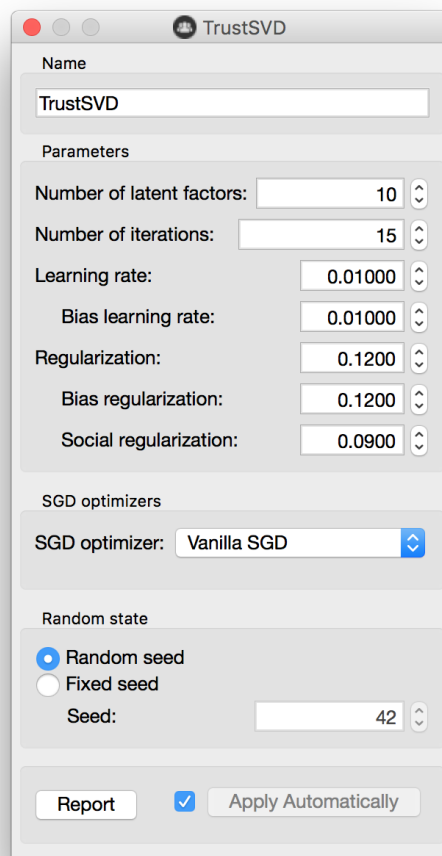 TrustSVD
Name
TrustSVD
Parameters
Number of latent factors: 10
Number of iterations: 15
Learning rate: 0.01000
Bias learning rate: 0.01000
Regularization: 0.1200
Bias regularization: 0.1200
Social regularization: 0.0900
SGD optimizers
SGD optimizer: Vanilla SGD
Random state
Random seed
Fixed seed
Seed: 42
Report Apply Automatically